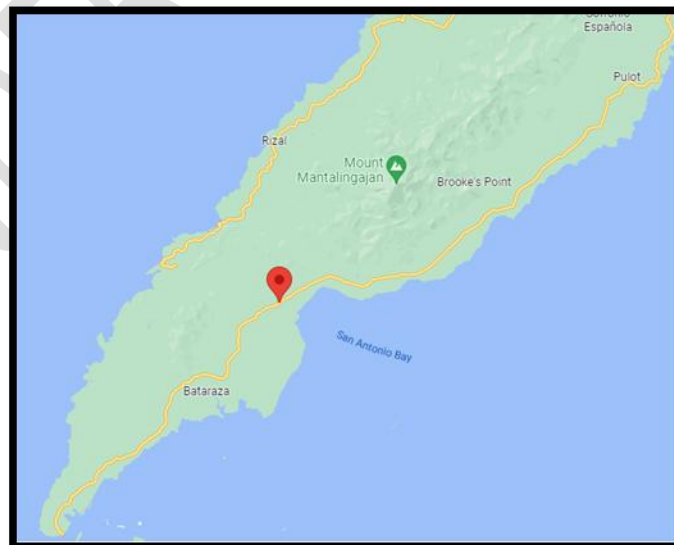 Española
Pulot
Rizal
Mount
Mantalingajan
Brooke's Point
San Antonio Bay
Bataraza